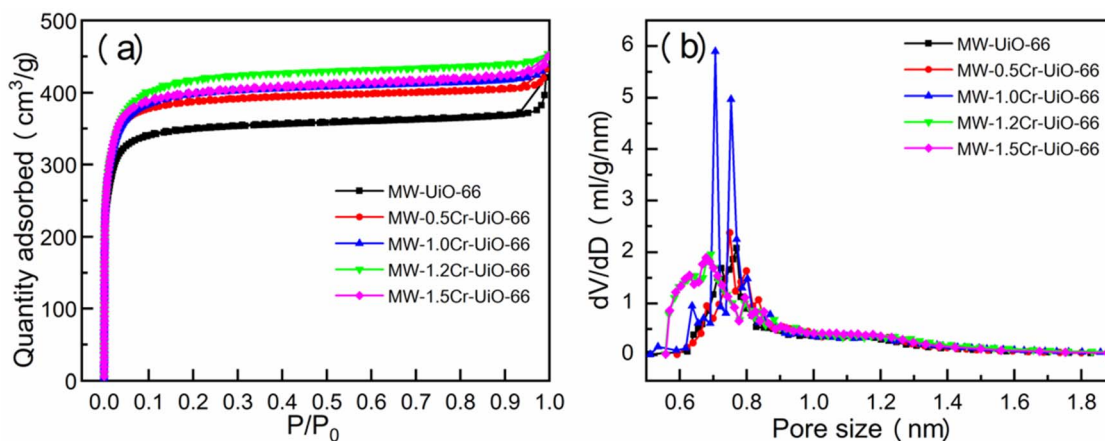 (a)
Quantity adsorbed (cm³/g)
500
450
400
350
300
250
200
150
100
50
0
MW-UiO-66
MW-0.5Cr-UiO-66
MW-1.0Cr-UiO-66
MW-1.2Cr-UiO-66
MW-1.5Cr-UiO-66
0.0 0.1 0.2 0.3 0.4 0.5 0.6 0.7 0.8 0.9 1.0
P/P₀
(b)
dV/dD (ml/g/nm)
6
5
4
3
2
1
0
MW-UiO-66
MW-0.5Cr-UiO-66
MW-1.0Cr-UiO-66
MW-1.2Cr-UiO-66
MW-1.5Cr-UiO-66
0.6 0.8 1.0 1.2 1.4 1.6 1.8
Pore size (nm)